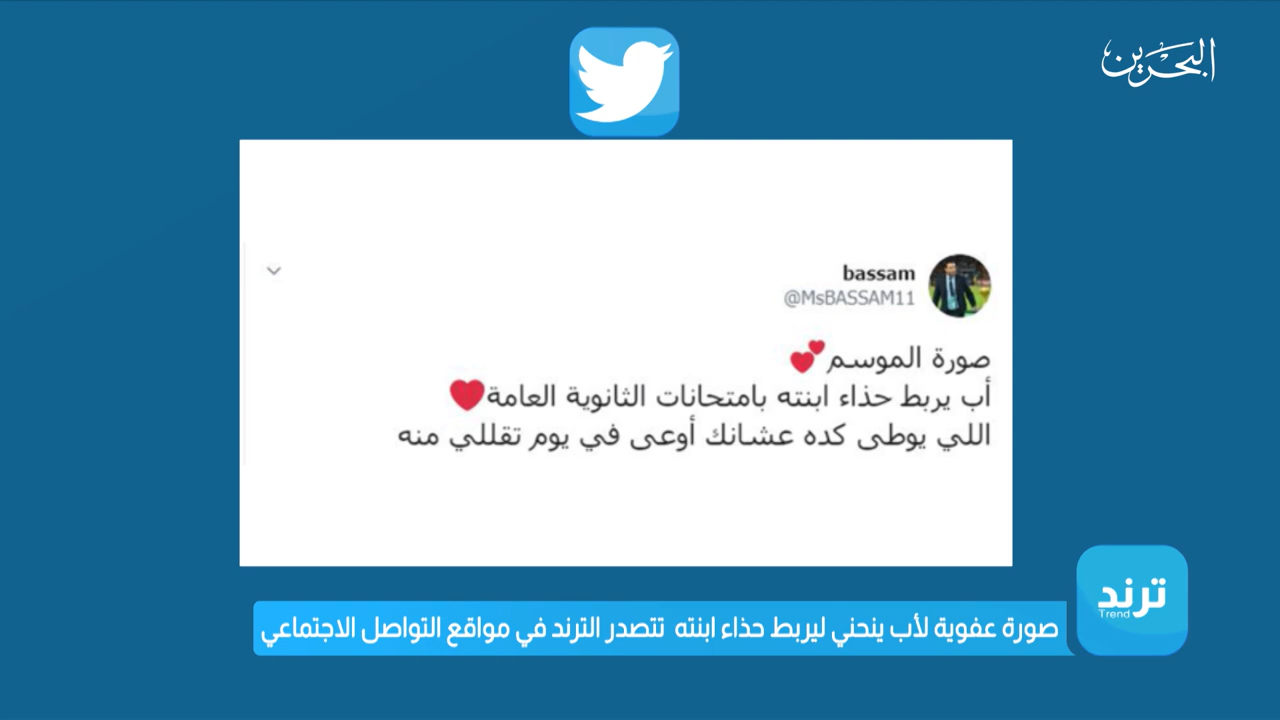 البحرين
bassam
@MsBASSAM11
صورة الموسم💕
أب يربط حذاء ابنته بامتحانات الثانوية العامة❤
اللي يوطى كده عشانك أوعى في يوم تقللي منه
ترند
Trend
صورة عفوية لأب ينحني ليربط حذاء ابنته تتصدر الترند في مواقع التواصل الاجتماعي